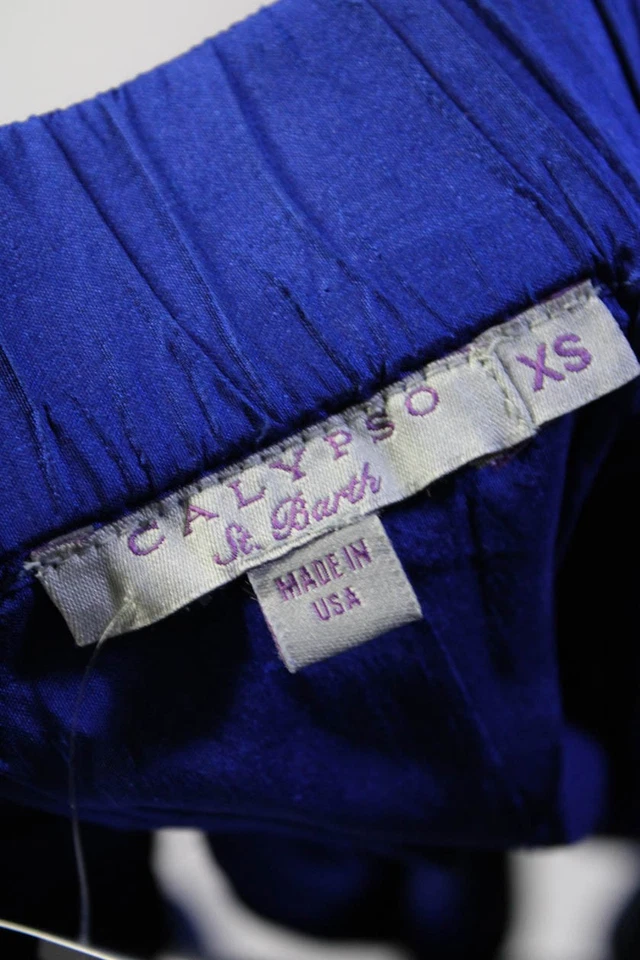 CALYPSO
St. Barth
XS
MADE IN
USA